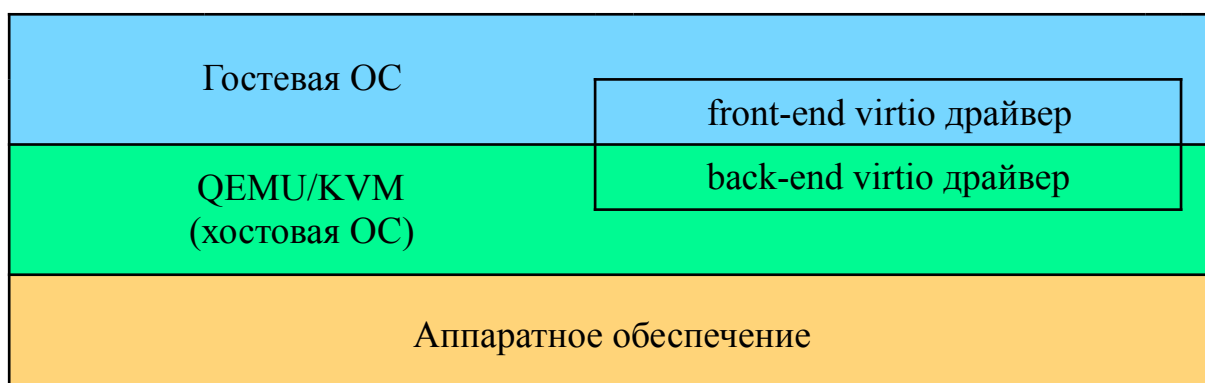 Гостевая ОС
front-end virtio драйвер
QEMU/KVM
(хостовая ОС)
back-end virtio драйвер
Аппаратное обеспечение